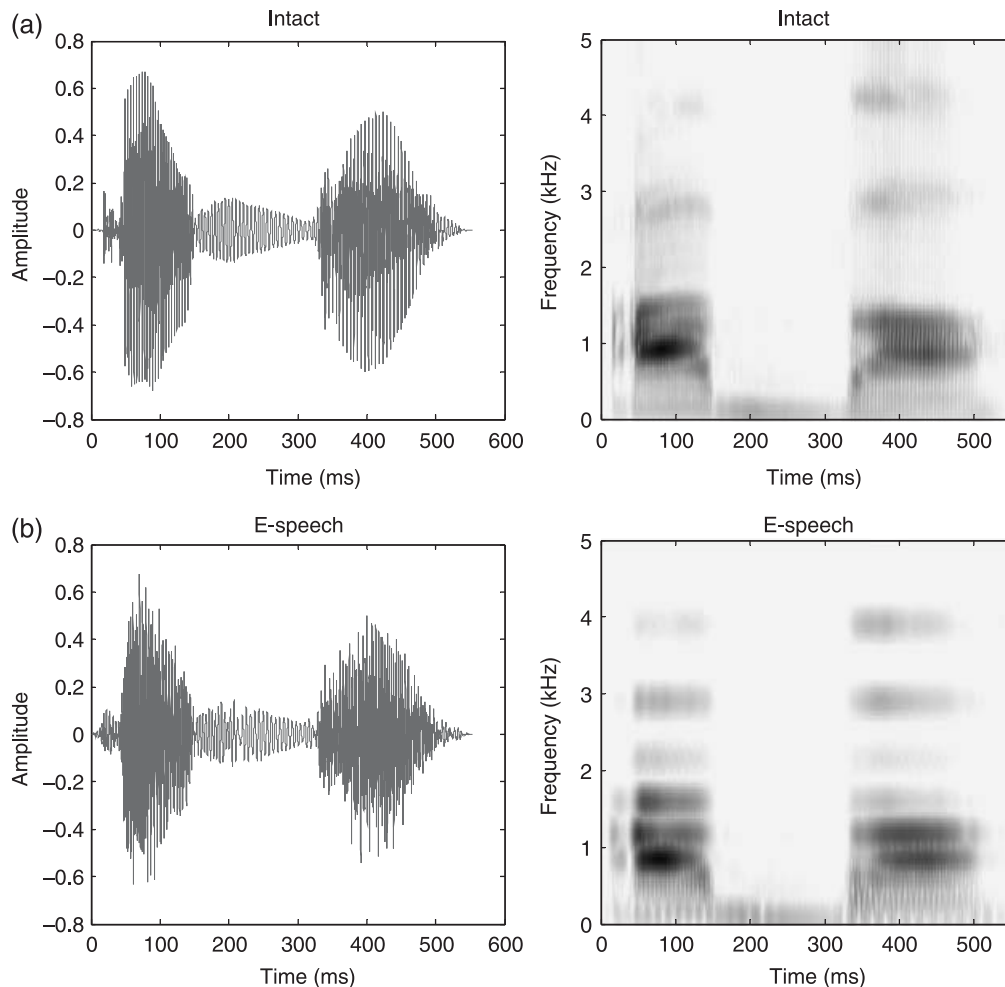 (a)
Intact
0.8
0.6
0.4
0.2
0
−0.2
−0.4
−0.6
−0.8
Amplitude
0 100 200 300 400 500 600
Time (ms)
Intact
5
4
3
2
1
0
Frequency (kHz)
0 100 200 300 400 500
Time (ms)
(b)
E-speech
0.8
0.6
0.4
0.2
0
−0.2
−0.4
−0.6
−0.8
Amplitude
0 100 200 300 400 500 600
Time (ms)
E-speech
5
4
3
2
1
0
Frequency (kHz)
0 100 200 300 400 500
Time (ms)